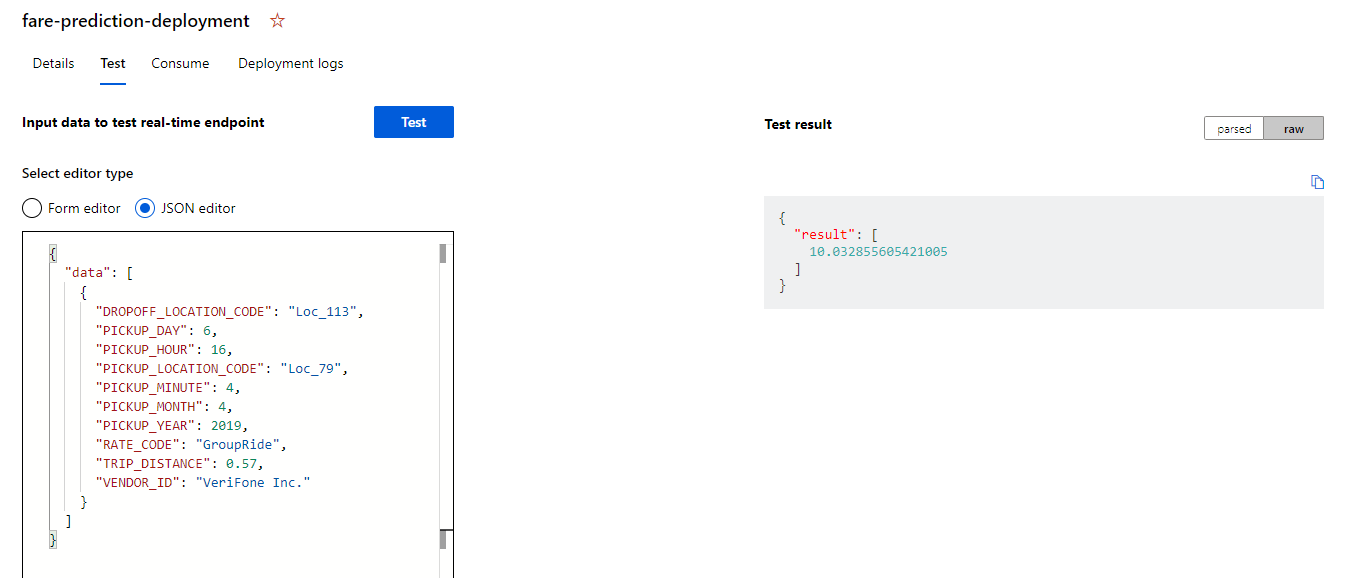 fare-prediction-deployment
Details Test Consume Deployment logs
Input data to test real-time endpoint
Test
Select editor type
Form editor JSON editor
{
"data": [
{
"DROPOFF_LOCATION_CODE": "Loc_113",
"PICKUP_DAY": 6,
"PICKUP_HOUR": 16,
"PICKUP_LOCATION_CODE": "Loc_79",
"PICKUP_MINUTE": 4,
"PICKUP_MONTH": 4,
"PICKUP_YEAR": 2019,
"RATE_CODE": "GroupRide",
"TRIP_DISTANCE": 0.57,
"VENDOR_ID": "VeriFone Inc."
}
]
}
Test result
parsed raw
{
"result": [
10.032855605421005
]
}